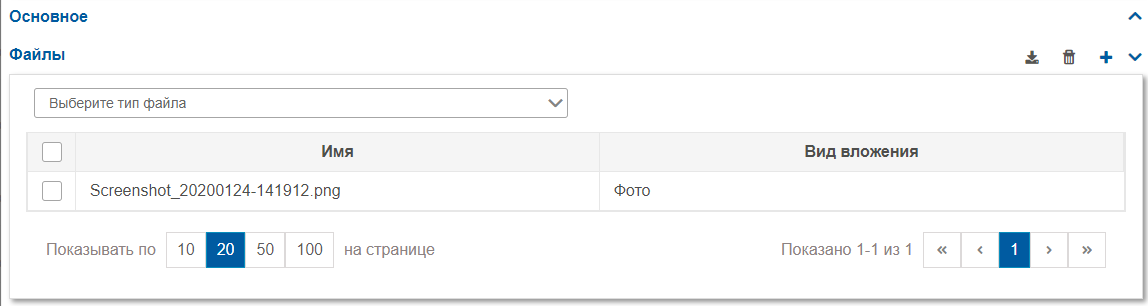 Основное
Файлы
Выберите тип файла
Имя Вид вложения
Screenshot_20200124-141912.png Фото
Показывать по 10 20 50 100 на странице Показано 1-1 из 1 « ‹ 1 › »